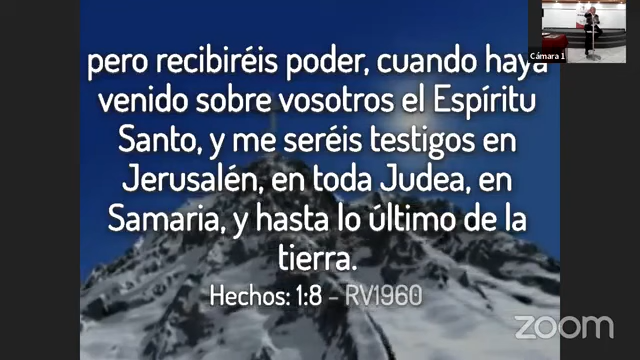 pero recibiréis poder, cuando haya
venido sobre vosotros el Espíritu
Santo, y me seréis testigos en
Jerusalén, en toda Judea, en
Samaria, y hasta lo último de la
tierra.
Hechos: 1:8 - RV1960
Cámara 1
zoom